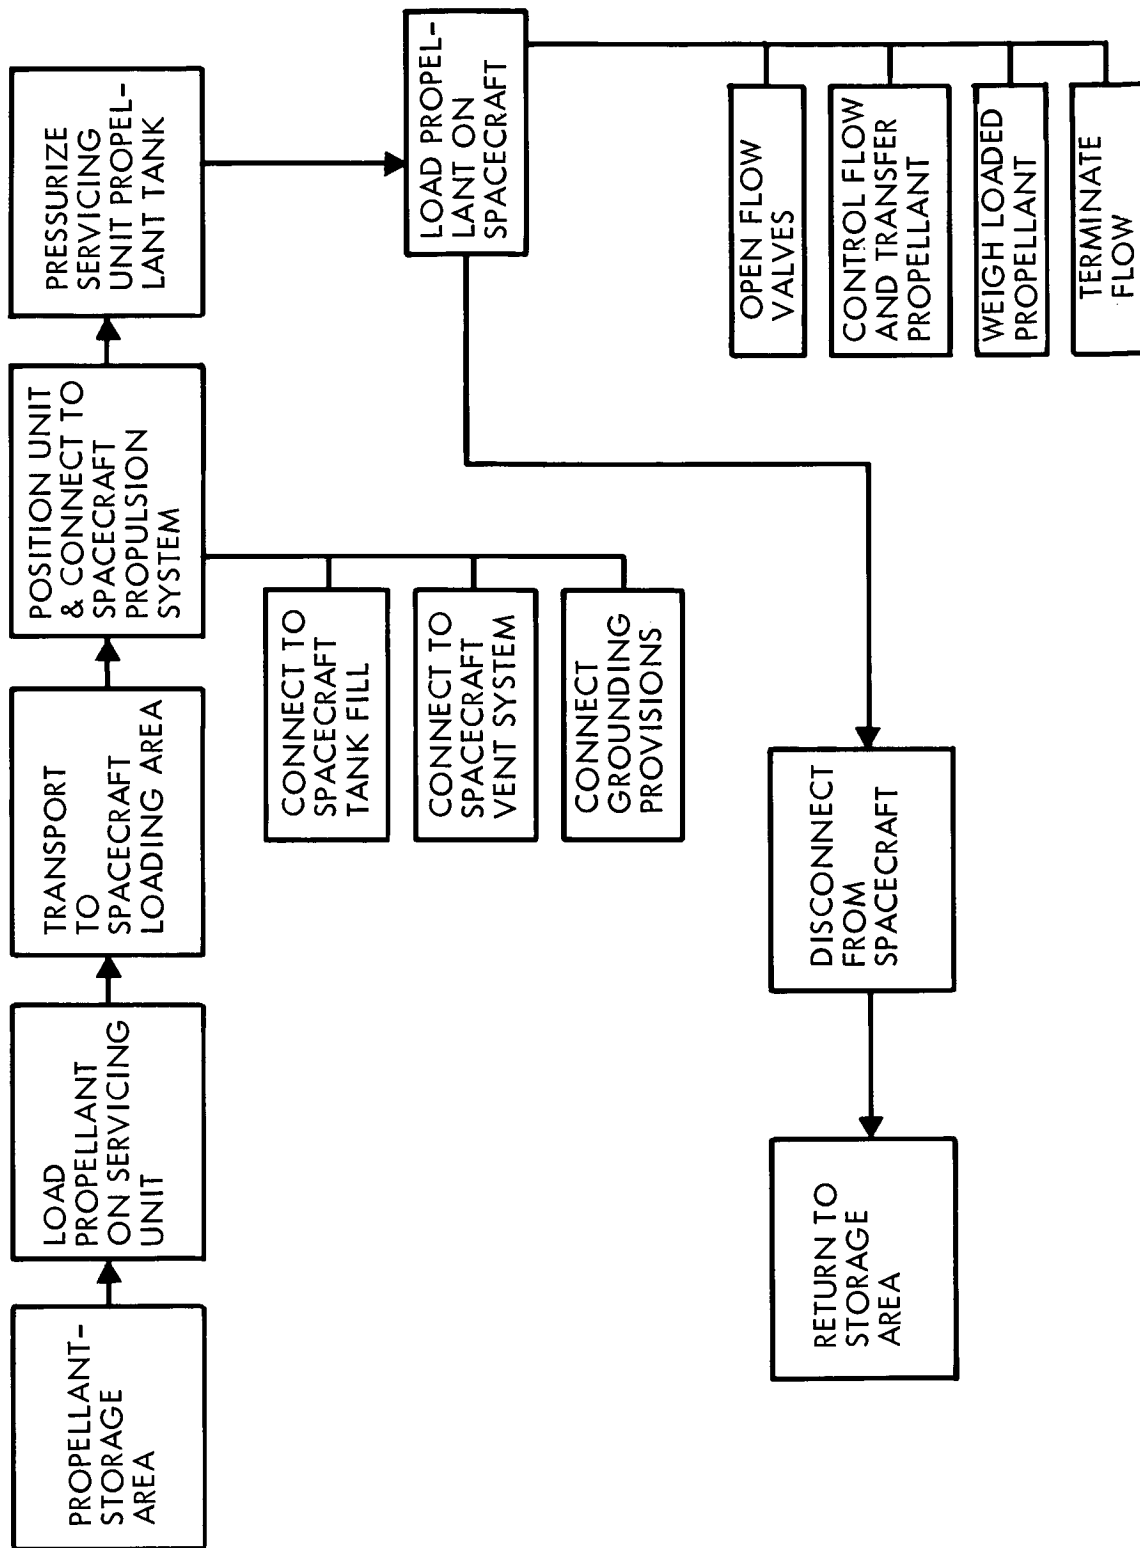 PROPELLANT-
STORAGE
AREA
LOAD
PROPELLANT
ON SERVICING
UNIT
TRANSPORT
TO
SPACECRAFT
LOADING AREA
POSITION UNIT
& CONNECT TO
SPACECRAFT
PROPULSION
SYSTEM
CONNECT TO
SPACECRAFT
TANK FILL
CONNECT TO
SPACECRAFT
VENT SYSTEM
CONNECT
GROUNDING
PROVISIONS
PRESSURIZE
SERVICING
UNIT PROPEL-
LANT TANK
LOAD PROPEL-
LANT ON
SPACECRAFT
OPEN FLOW
VALVES
CONTROL FLOW
AND TRANSFER
PROPELLANT
WEIGH LOADED
PROPELLANT
TERMINATE
FLOW
DISCONNECT
FROM
SPACECRAFT
RETURN TO
STORAGE
AREA